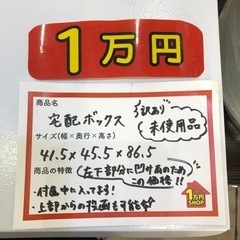 1万円
商品名
宅配ボックス
訳あり
未使用品
サイズ(幅×奥行×高さ)
41.5×45.5×86.5
商品の特徴
左下部分に凹け有のため
この価格!!
・付属中に入ってます!
・上部からの投函も可能です
1万円
SHOP